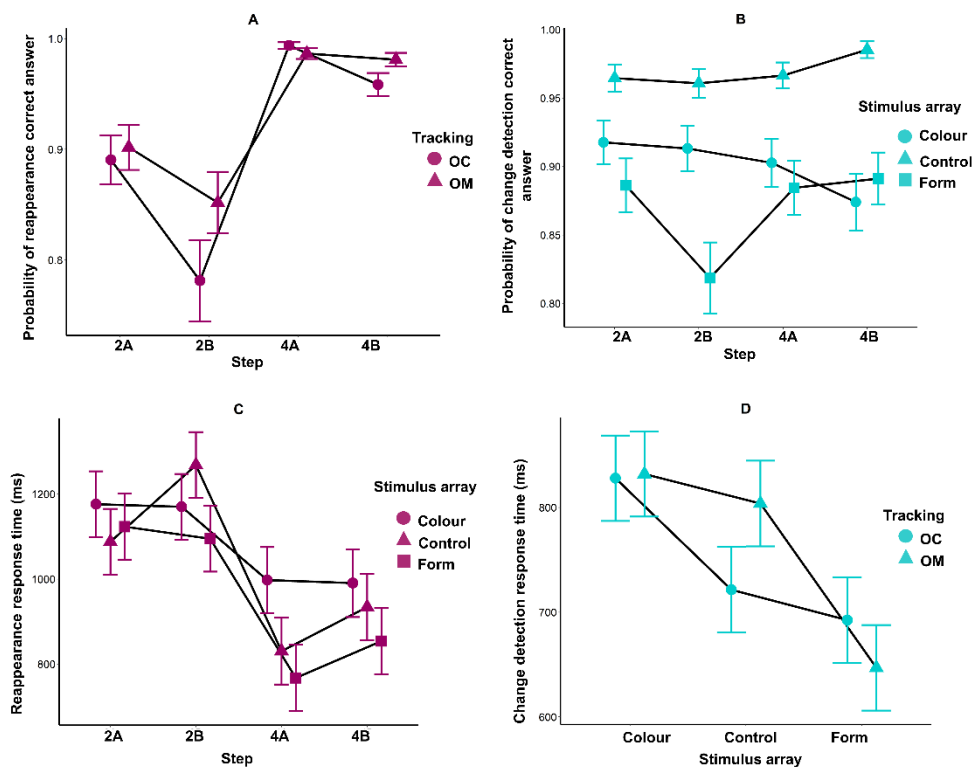 A
Probability of reappearance correct answer
1.0
0.9
0.8
2A 2B 4A 4B
Step
Tracking
OC
OM
B
Probability of change detection correct
answer
1.00
0.95
0.90
0.85
0.80
2A 2B 4A 4B
Step
Stimulus array
Colour
Control
Form
C
Reappearance response time (ms)
1200
1000
800
2A 2B 4A 4B
Step
Stimulus array
Colour
Control
Form
D
Change detection response time (ms)
800
700
600
Colour Control Form
Stimulus array
Tracking
OC
OM